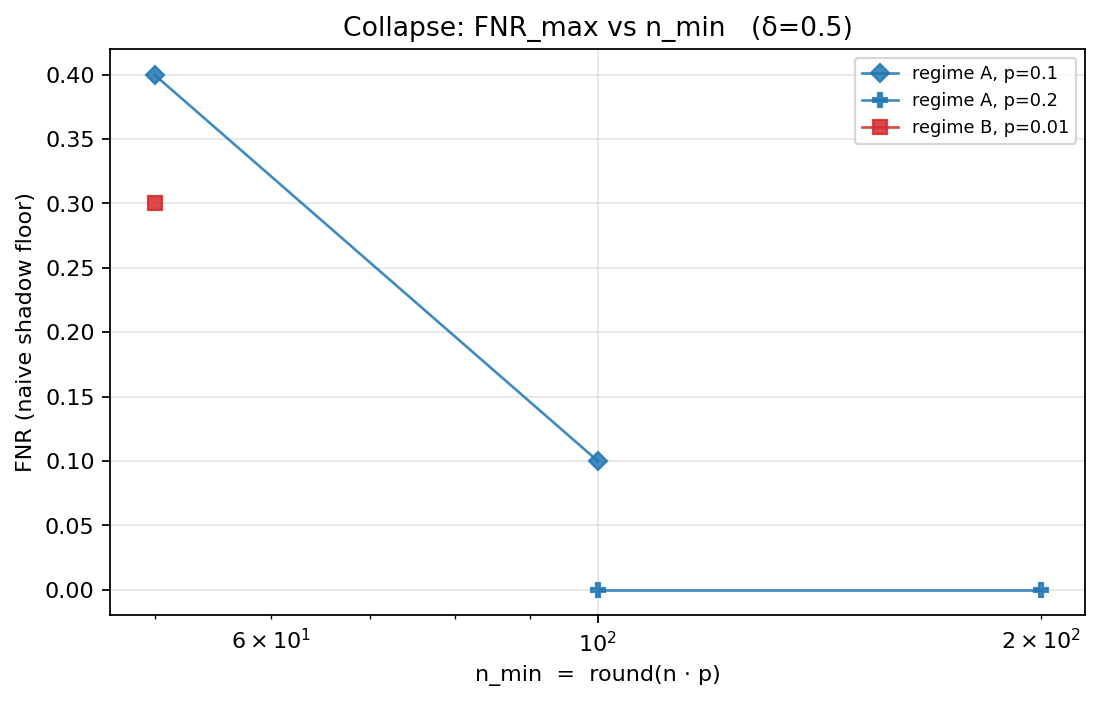 Collapse: FNR_max vs n_min (δ=0.5)
regime A, p=0.1
regime A, p=0.2
regime B, p=0.01
FNR (naive shadow floor)
0.40
0.35
0.30
0.25
0.20
0.15
0.10
0.05
0.00
6 × 10¹
10²
2 × 10²
n_min = round(n · p)